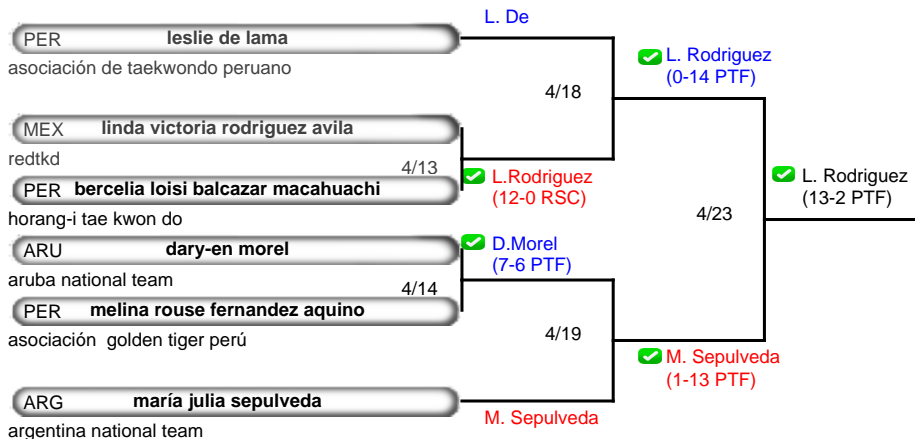 L. De
PER leslie de lama
asociación de taekwondo peruano
4/18
L. Rodriguez
(0-14 PTF)
MEX linda victoria rodriguez avila
redtkd
4/13
PER bercelia loisi balcazar macahuachi
horang-i tae kwon do
L.Rodriguez
(12-0 RSC)
4/23
L. Rodriguez
(13-2 PTF)
ARU dary-en morel
aruba national team
D.Morel
(7-6 PTF)
4/14
PER melina rouse fernandez aquino
asociación  golden tiger perú
4/19
M. Sepulveda
(1-13 PTF)
ARG maría julia sepulveda
argentina national team
M. Sepulveda